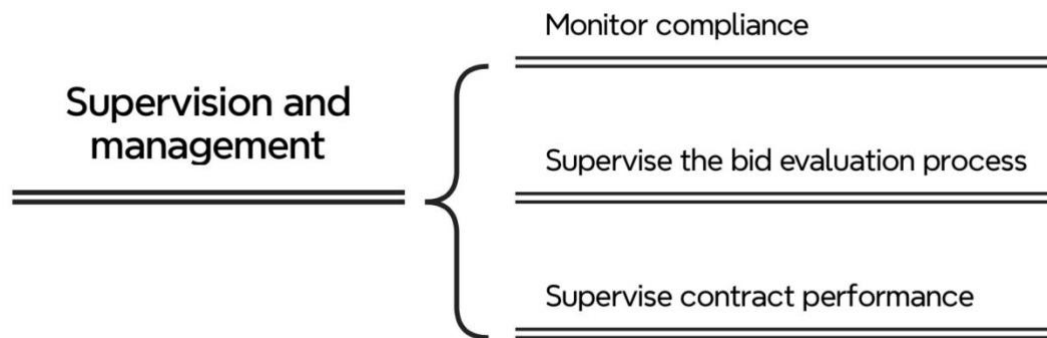 Supervision and
management
Monitor compliance
Supervise the bid evaluation process
Supervise contract performance